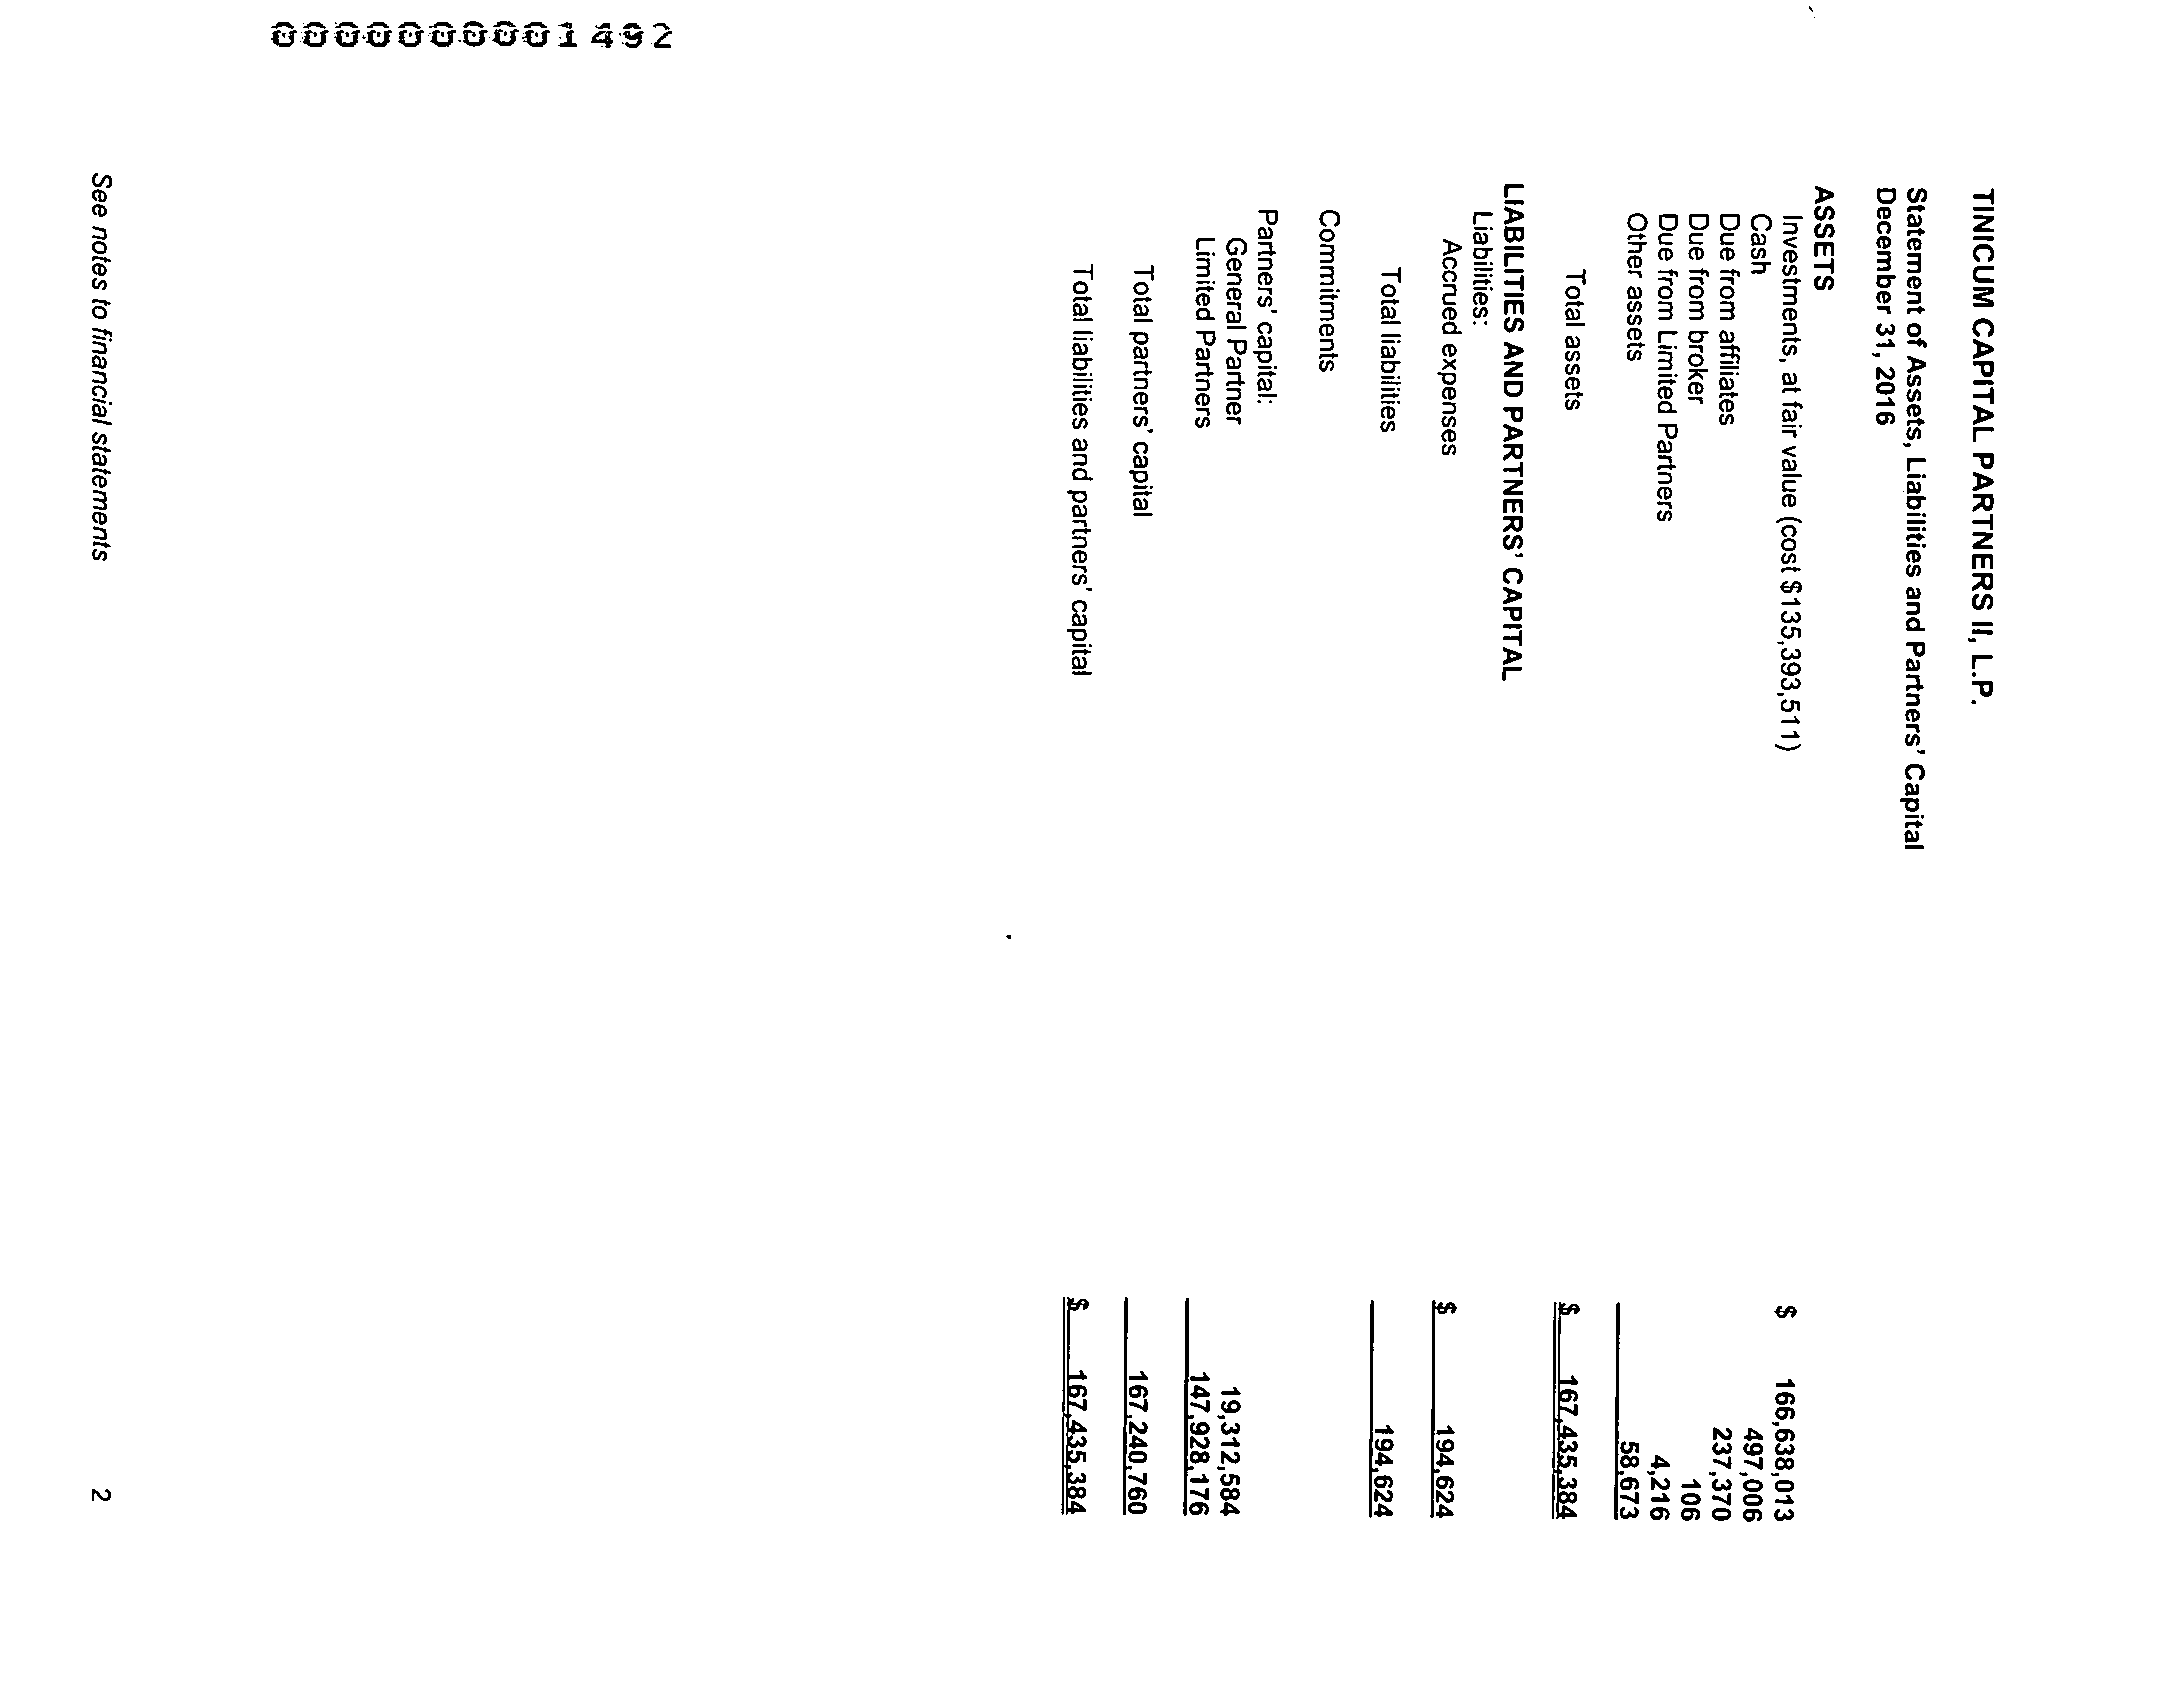 TINICUM CAPITAL PARTNERS II, L.P.
Statement of Assets, Liabilities and Partners' Capital
December 31, 2016
ASSETS
Investments, at fair value (cost $135,393,511) $ 166,638,013
Cash 497,006
Due from affiliates 237,370
Due from broker 106
Due from Limited Partners 4,216
Other assets 58,673
Total assets $ 167,435,384
LIABILITIES AND PARTNERS' CAPITAL
Liabilities:
Accrued expenses $ 194,624
Total liabilities 194,624
Commitments
Partners' capital:
General Partner 19,312,584
Limited Partners 147,928,176
Total partners' capital 167,240,760
Total liabilities and partners' capital $ 167,435,384
See notes to financial statements 2
0000000001492